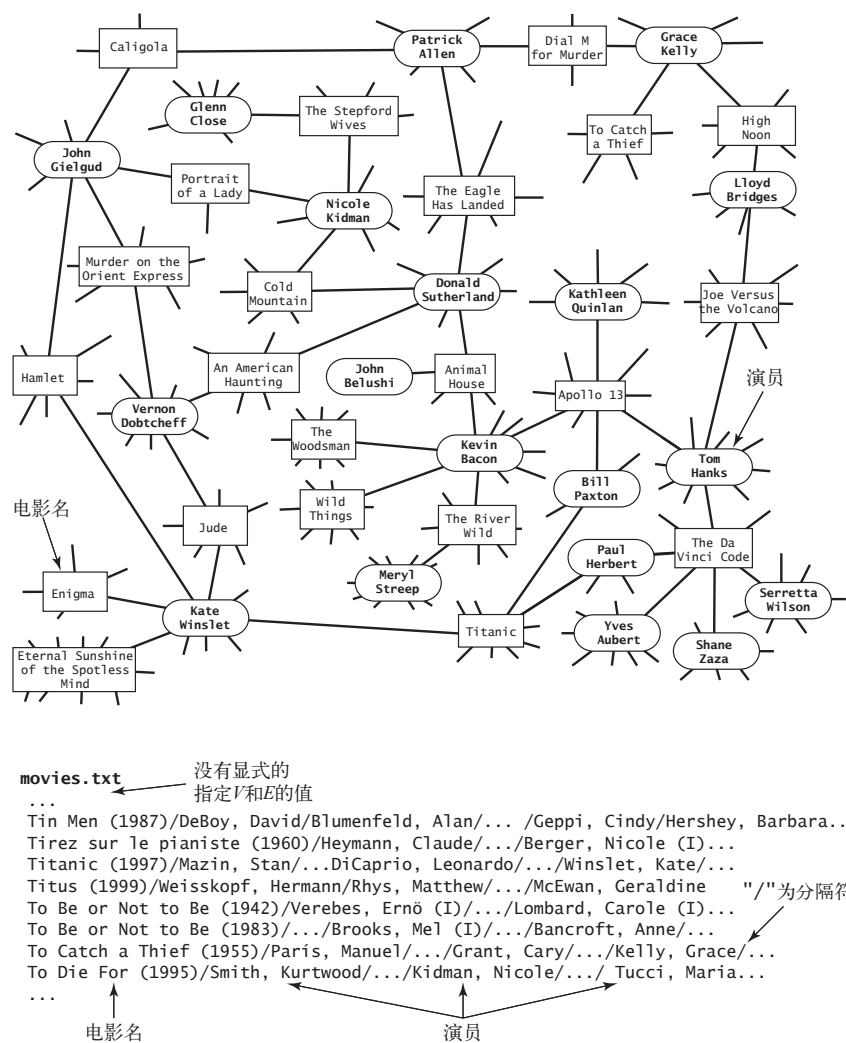 Caligola
Patrick
Allen
Dial M
for Murder
Grace
Kelly
Glenn
Close
The Stepford
Wives
To Catch
a Thief
High
Noon
John
Gielgud
Portrait
of a Lady
Nicole
Kidman
The Eagle
Has Landed
Lloyd
Bridges
Murder on the
Orient Express
Cold
Mountain
Donald
Sutherland
Kathleen
Quinlan
Joe Versus
the Volcano
Hamlet
An American
Haunting
John
Belushi
Animal
House
Apollo 13
演员
Vernon
Dobtcheff
The
Woodsman
Kevin
Bacon
Tom
Hanks
Bill
Paxton
电影名
Jude
Wild
Things
The River
Wild
Paul
Herbert
The Da
Vinci Code
Enigma
Kate
Winslet
Meryl
Streep
Titanic
Yves
Aubert
Shane
Zaza
Serretta
Wilson
Eternal Sunshine
of the Spotless
Mind
movies.txt
没有显式的
指定V和E的值
...
Tin Men (1987)/DeBoy, David/Blumenfeld, Alan/... /Geppi, Cindy/Hershey, Barbara..
Tirez sur le pianiste (1960)/Heymann, Claude/.../Berger, Nicole (I)...
Titanic (1997)/Mazin, Stan/...DiCaprio, Leonardo/.../Winslet, Kate/...
Titus (1999)/Weisskopf, Hermann/Rhys, Matthew/.../McEwan, Geraldine
"/"为分隔符
To Be or Not to Be (1942)/Verebes, Ernö (I)/.../Lombard, Carole (I)...
To Be or Not to Be (1983)/.../Brooks, Mel (I)/.../Bancroft, Anne/...
To Catch a Thief (1955)/París, Manuel/.../Grant, Cary/.../Kelly, Grace/...
To Die For (1995)/Smith, Kurtwood/.../Kidman, Nicole/.../ Tucci, Maria...
...
电影名
演员